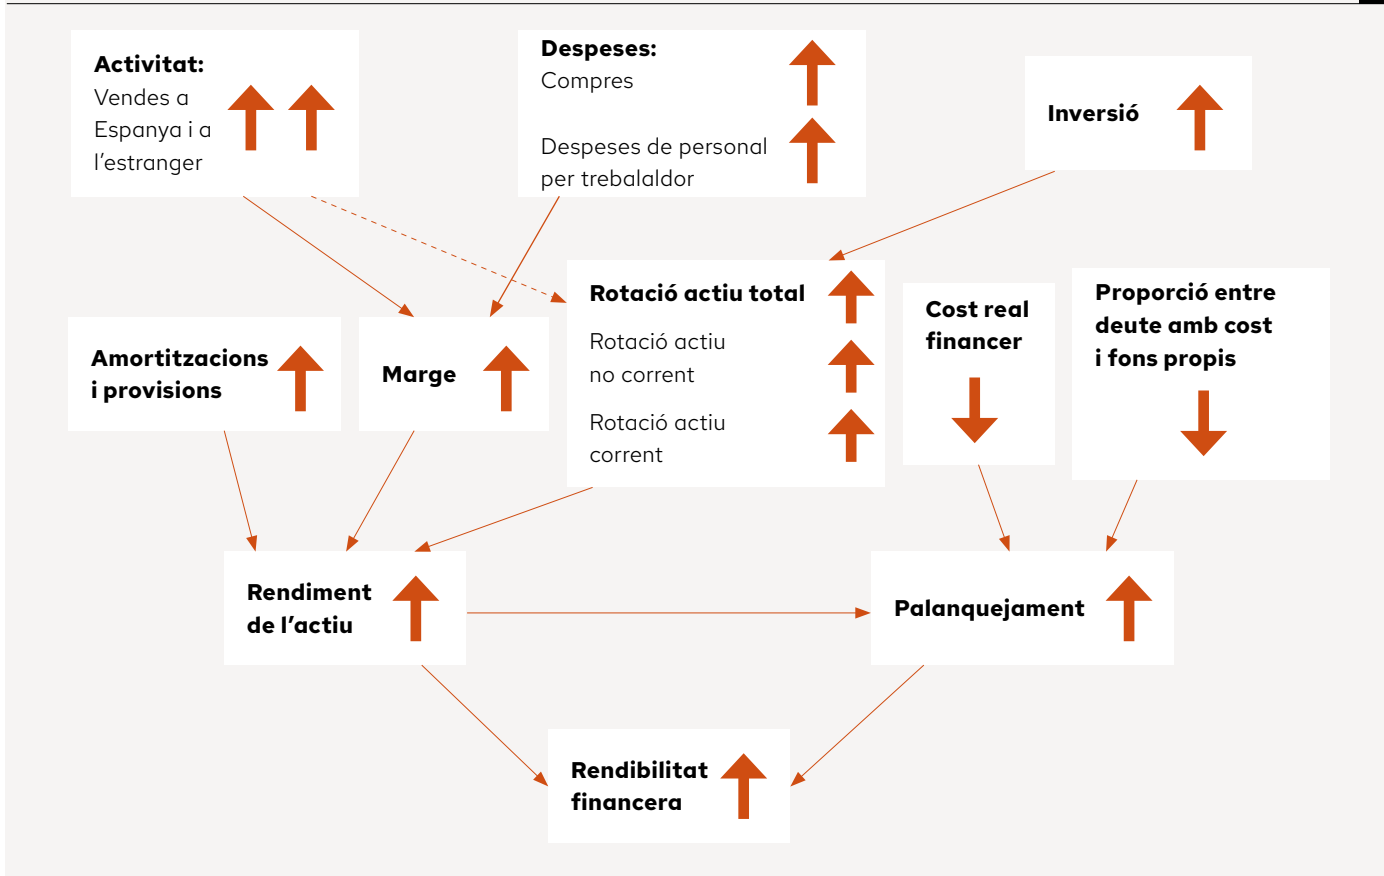 Activitat:
Vendes a
Espanya i a
l’estranger
Despeses:
Compres
Despeses de personal
per trebalaldor
Inversió
Rotació actiu total
Rotació actiu
no corrent
Rotació actiu
corrent
Cost real
financer
Proporció entre
deute amb cost
i fons propis
Amortitzacions
i provisions
Marge
Rendiment
de l’actiu
Palanquejament
Rendibilitat
financera